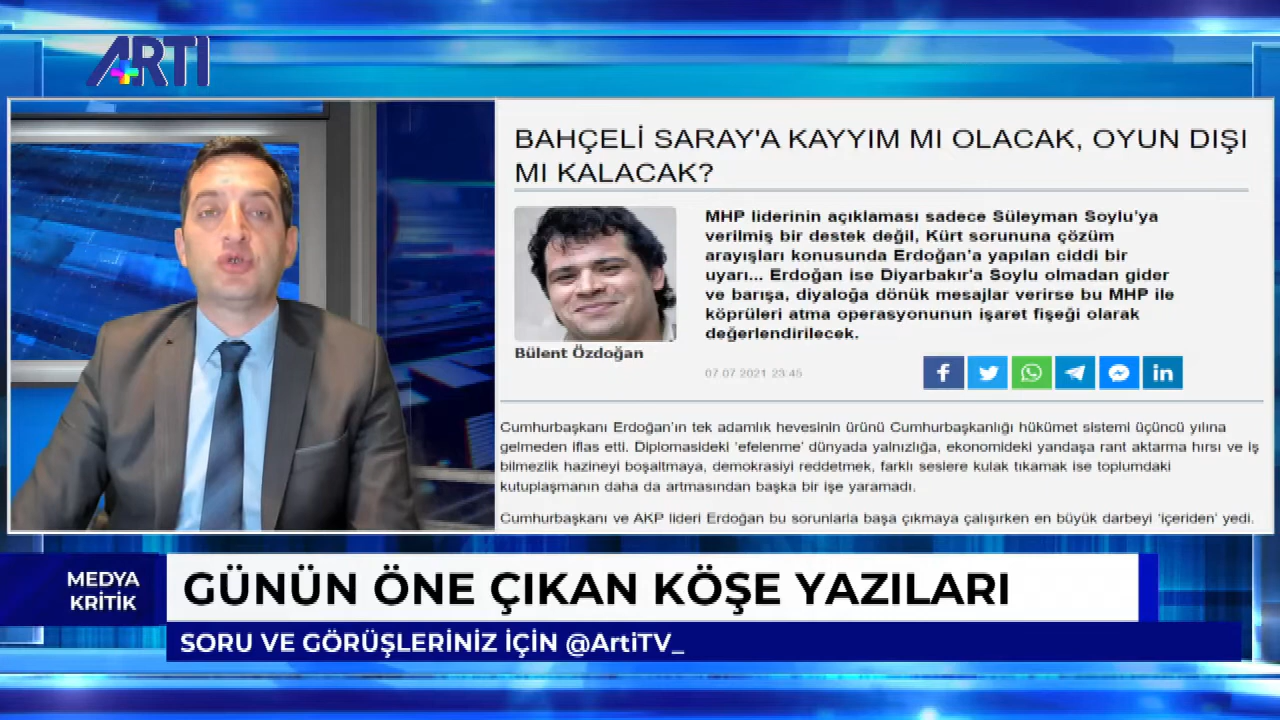 ARTI
BAHÇELİ SARAY'A KAYYIM MI OLACAK, OYUN DIŞI
MI KALACAK?
MHP liderinin açıklaması sadece Süleyman Soylu'ya
verilmiş bir destek değil, Kürt sorununa çözüm
arayışları konusunda Erdoğan'a yapılan ciddi bir
uyarı... Erdoğan ise Diyarbakır'a Soylu olmadan gider
ve barışa, diyaloğa dönük mesajlar verirse bu MHP ile
köprüleri atma operasyonunun işaret fişeği olarak
değerlendirilecek.
Bülent Özdoğan
07.07.2021 23:45
Cumhurbaşkanı Erdoğan'ın tek adamlık hevesinin ürünü Cumhurbaşkanlığı hükümet sistemi üçüncü yılına
gelmeden iflas etti. Diplomasideki 'efelenme' dünyada yalnızlığa, ekonomideki yandaşa rant aktarma hırsı ve iş
bilmezlik hazineyi boşaltmaya, demokrasiyi reddetmek, farklı seslere kulak tıkamak ise toplumdaki
kutuplaşmanın daha da artmasından başka bir işe yaramadı.
Cumhurbaşkanı ve AKP lideri Erdoğan bu sorunlarla başa çıkmaya çalışırken en büyük darbeyi 'içeriden' yedi.
MEDYA
KRİTİK
GÜNÜN ÖNE ÇIKAN KÖŞE YAZILARI
SORU VE GÖRÜŞLERİNİZ İÇİN @ArtiTV_